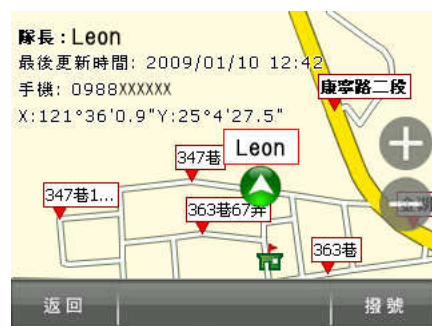 隊長：Leon
最後更新時間: 2009/01/10 12:42
手機: 0988XXXXXX
X:121°36'0.9"Y:25°4'27.5"
康寧路二段
Leon
347巷
347巷1...
363巷67弄
363巷
返回
撥號